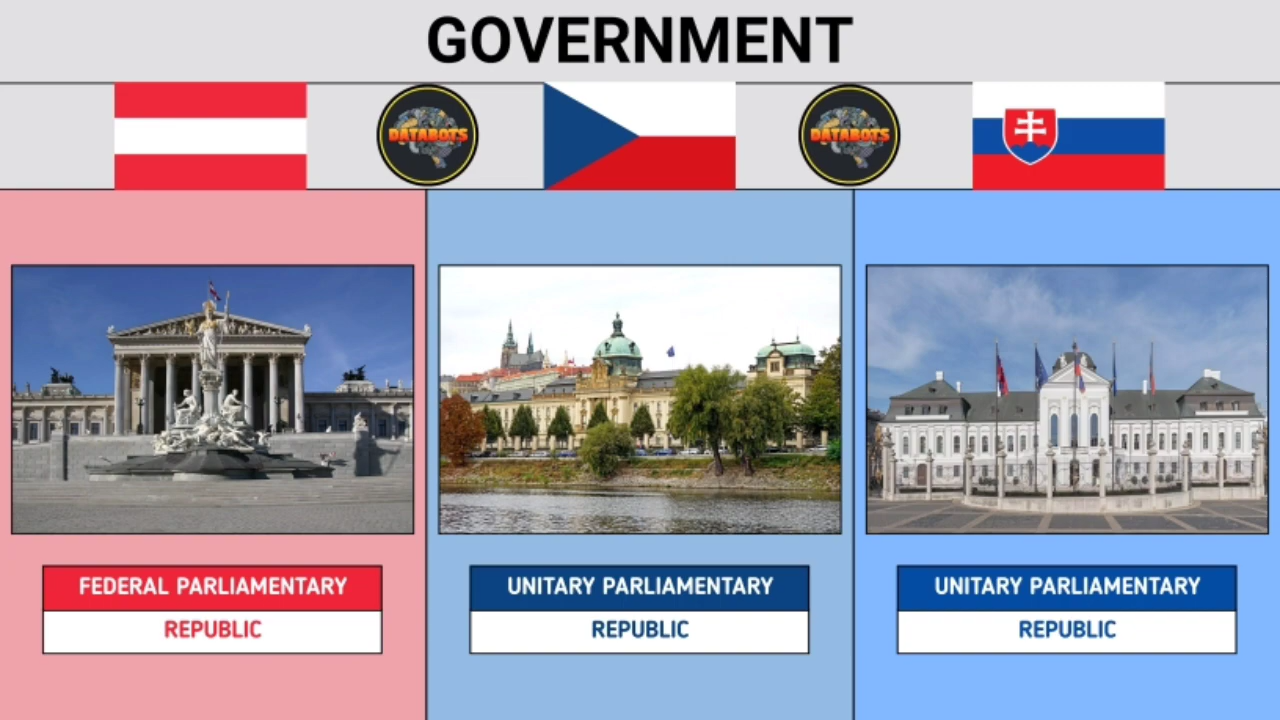 GOVERNMENT
DATABOTS
DATABOTS
FEDERAL PARLIAMENTARY
REPUBLIC
UNITARY PARLIAMENTARY
REPUBLIC
UNITARY PARLIAMENTARY
REPUBLIC